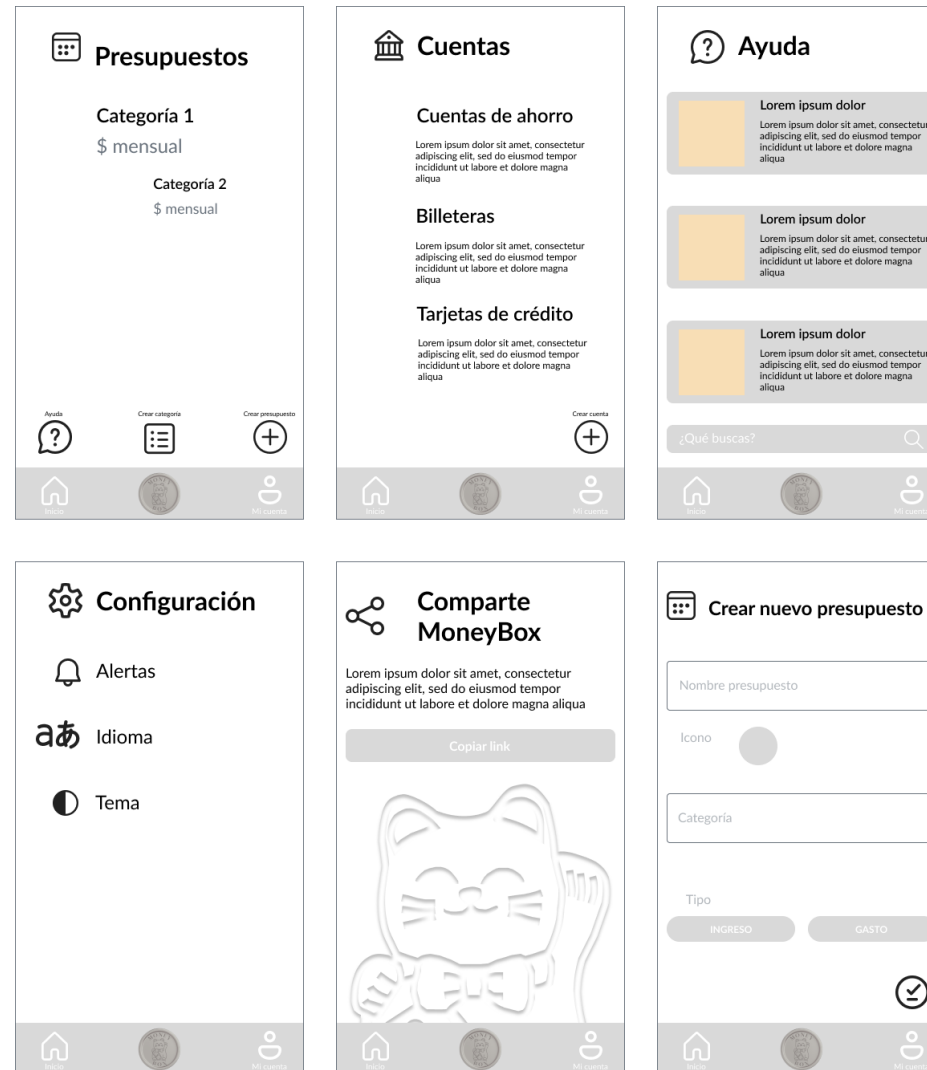 Presupuestos
Categoría 1
$ mensual
Categoría 2
$ mensual
Ayuda
Crear categoría
Crear presupuesto
Inicio
Mi cuenta
Cuentas
Cuentas de ahorro
Lorem ipsum dolor sit amet, consectetur
adipiscing elit, sed do eiusmod tempor
incididunt ut labore et dolore magna
aliqua
Billeteras
Lorem ipsum dolor sit amet, consectetur
adipiscing elit, sed do eiusmod tempor
incididunt ut labore et dolore magna
aliqua
Tarjetas de crédito
Lorem ipsum dolor sit amet, consectetur
adipiscing elit, sed do eiusmod tempor
incididunt ut labore et dolore magna
aliqua
Crear cuenta
Inicio
Mi cuenta
Ayuda
Lorem ipsum dolor
Lorem ipsum dolor sit amet, consectetur
adipiscing elit, sed do eiusmod tempor
incididunt ut labore et dolore magna
aliqua
Lorem ipsum dolor
Lorem ipsum dolor sit amet, consectetur
adipiscing elit, sed do eiusmod tempor
incididunt ut labore et dolore magna
aliqua
Lorem ipsum dolor
Lorem ipsum dolor sit amet, consectetur
adipiscing elit, sed do eiusmod tempor
incididunt ut labore et dolore magna
aliqua
¿Qué buscas?
Inicio
Mi cuenta
Configuración
Alertas
aあ Idioma
Tema
Inicio
Mi cuenta
Comparte
MoneyBox
Lorem ipsum dolor sit amet, consectetur
adipiscing elit, sed do eiusmod tempor
incididunt ut labore et dolore magna aliqua
Copiar link
Inicio
Mi cuenta
Crear nuevo presupuesto
Nombre presupuesto
Icono
Categoría
Tipo
INGRESO
GASTO
Inicio
Mi cuenta